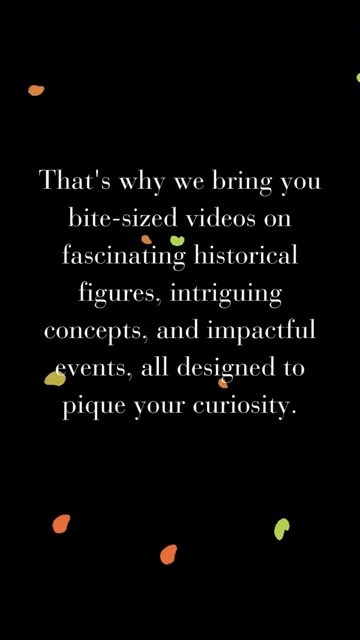 That's why we bring you
bite-sized videos on
fascinating historical
figures, intriguing
concepts, and impactful
events, all designed to
pique your curiosity.